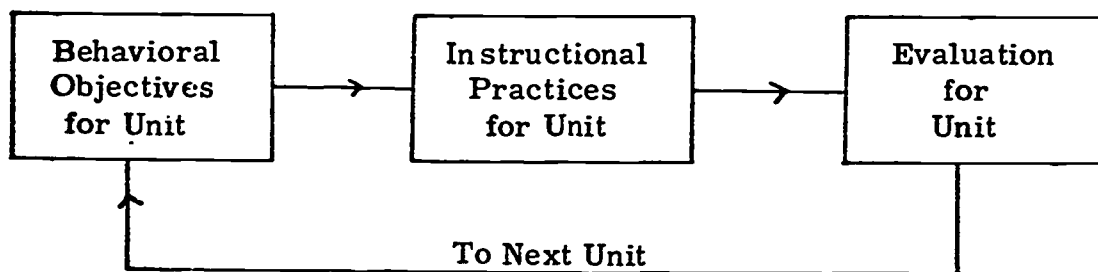 Behavioral
Objectives
for Unit
Instructional
Practices
for Unit
Evaluation
for
Unit
To Next Unit